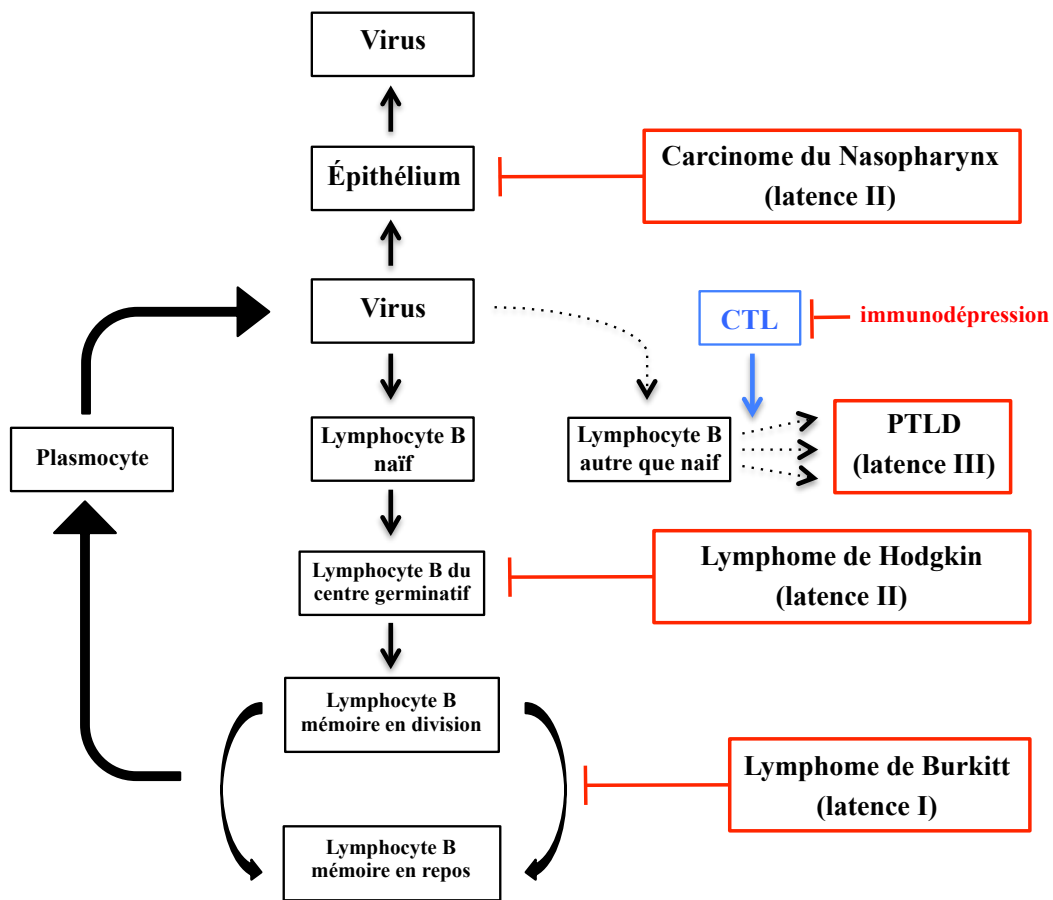 Virus
Épithélium
Carcinome du Nasopharynx
(latence II)
Virus
CTL
immunodépression
Plasmocyte
Lymphocyte B
naïf
Lymphocyte B
autre que naif
PTLD
(latence III)
Lymphocyte B du
centre germinatif
Lymphome de Hodgkin
(latence II)
Lymphocyte B
mémoire en division
Lymphome de Burkitt
(latence I)
Lymphocyte B
mémoire en repos